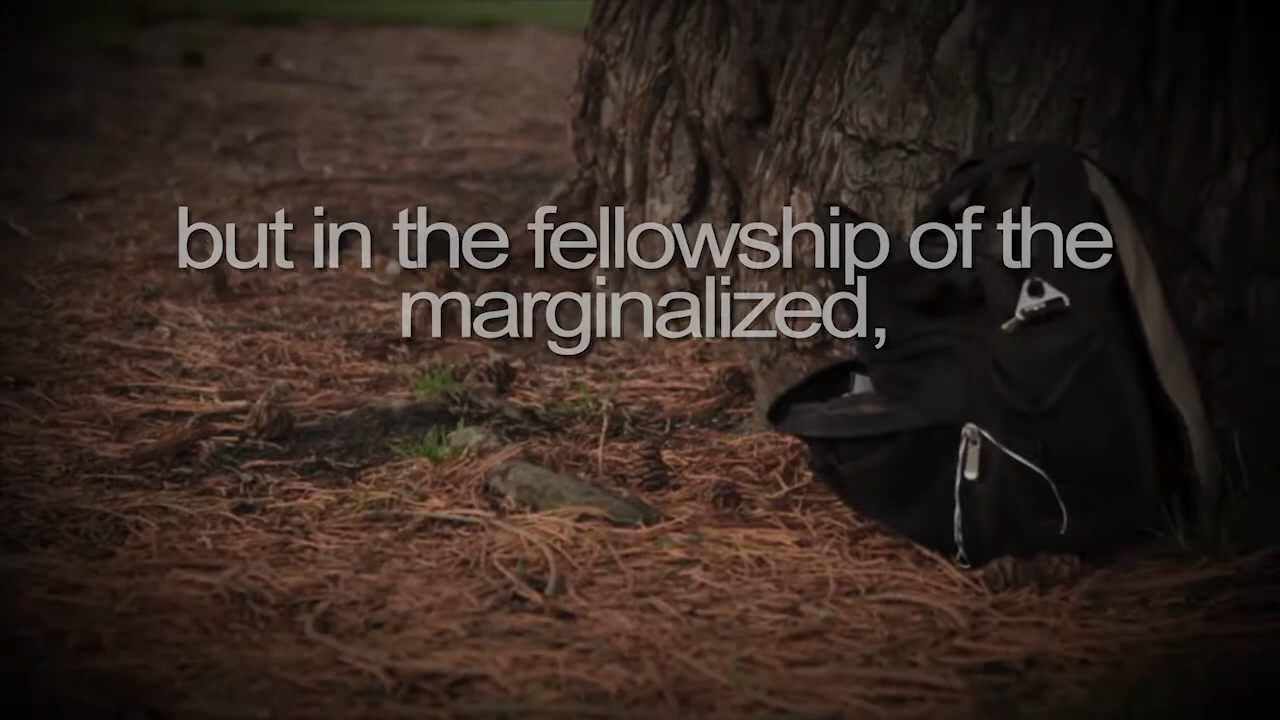 but in the fellowship of the
marginalized,